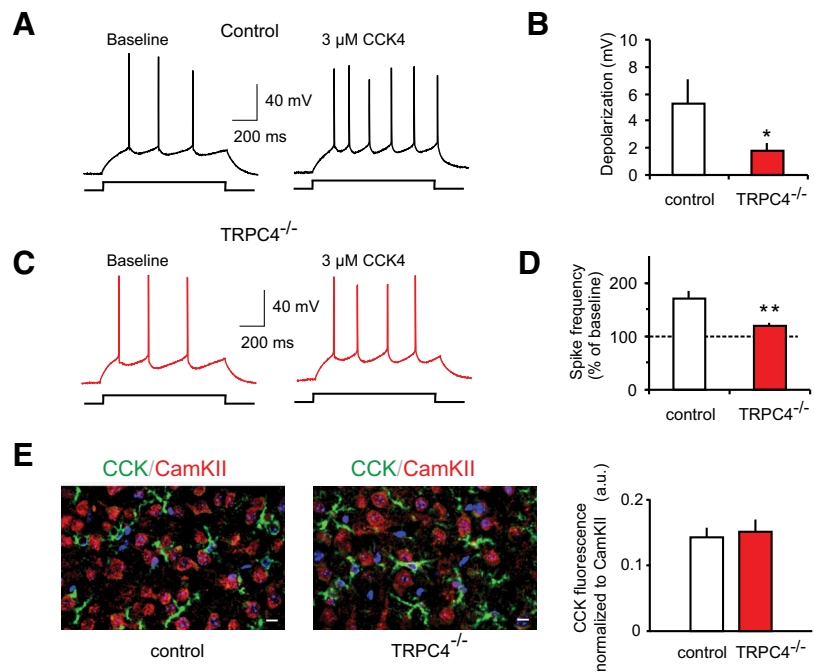 A
Control
Baseline
3 µM CCK4
40 mV
200 ms
B
Depolarization (mV)
10
8
6
4
2
0
*
control
TRPC4-/-
TRPC4-/-
C
Baseline
3 µM CCK4
40 mV
200 ms
D
Spike frequency
(% of baseline)
200
100
0
**
control
TRPC4-/-
E
CCK/CamKII
CCK/CamKII
control
TRPC4-/-
CCK fluorescence
normalized to CamKII (a.u.)
0.2
0.1
0
control
TRPC4-/-